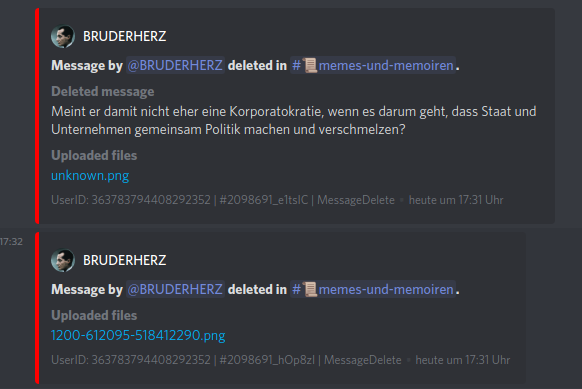 BRUDERHERZ
Message by @BRUDERHERZ deleted in #📜memes-und-memoiren.
Deleted message
Meint er damit nicht eher eine Korporatokratie, wenn es darum geht, dass Staat und
Unternehmen gemeinsam Politik machen und verschmelzen?
Uploaded files
unknown.png
UserID: 363783794408292352 | #2098691_e1tsIC | MessageDelete • heute um 17:31 Uhr
17:32
BRUDERHERZ
Message by @BRUDERHERZ deleted in #📜memes-und-memoiren.
Uploaded files
1200-612095-518412290.png
UserID: 363783794408292352 | #2098691_hOp8zI | MessageDelete • heute um 17:31 Uhr